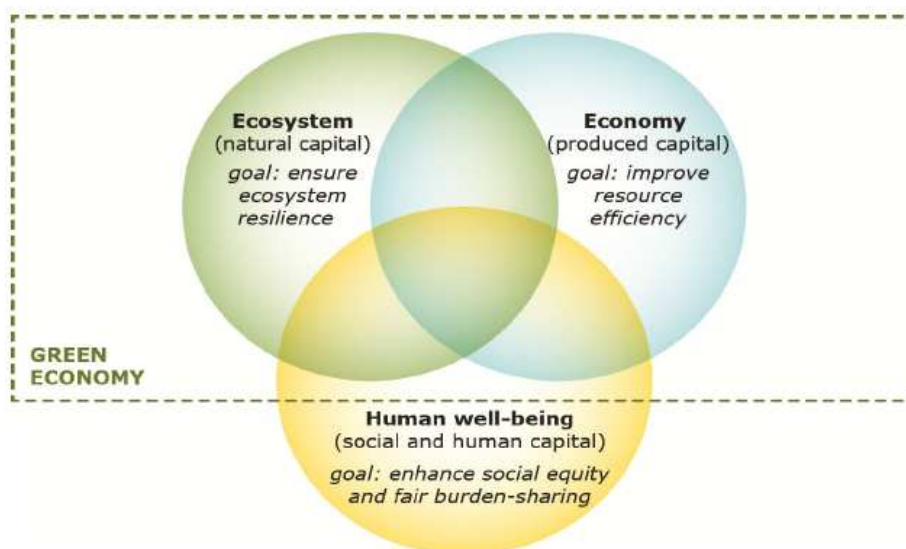 Ecosystem
(natural capital)
goal: ensure
ecosystem
resilience
Economy
(produced capital)
goal: improve
resource
efficiency
GREEN
ECONOMY
Human well-being
(social and human capital)
goal: enhance social equity
and fair burden-sharing